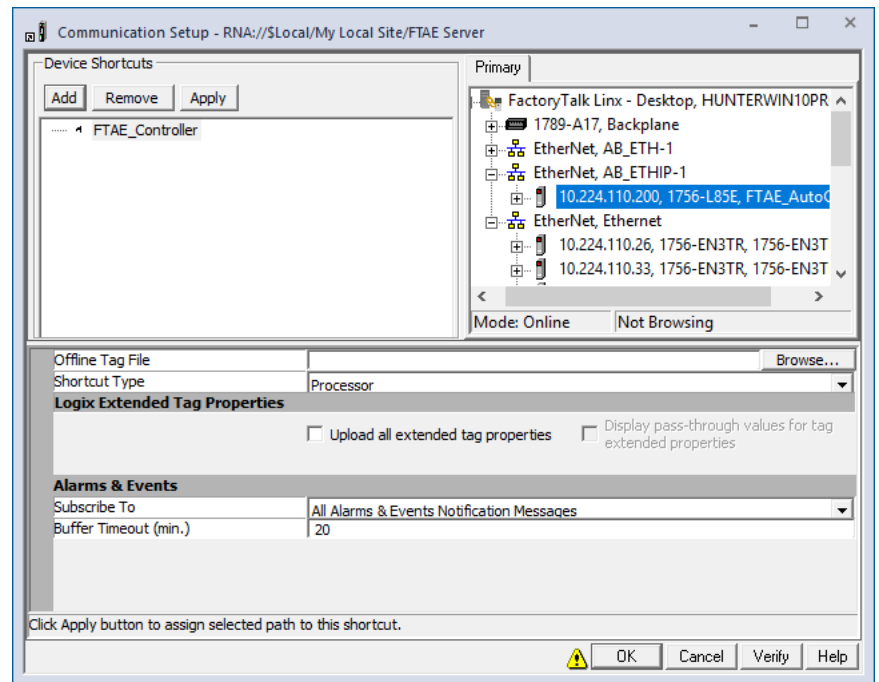 Communication Setup - RNA://$Local/My Local Site/FTAE Server
Device Shortcuts
Add Remove Apply
FTAE_Controller
Primary
FactoryTalk Linx - Desktop, HUNTERWIN10PR
1789-A17, Backplane
EtherNet, AB_ETH-1
EtherNet, AB_ETHIP-1
10.224.110.200, 1756-L85E, FTAE_Auto
EtherNet, Ethernet
10.224.110.26, 1756-EN3TR, 1756-EN3T
10.224.110.33, 1756-EN3TR, 1756-EN3T
Mode: Online Not Browsing
Offline Tag File Browse...
Shortcut Type Processor
Logix Extended Tag Properties
Upload all extended tag properties
Display pass-through values for tag
extended properties
Alarms & Events
Subscribe To All Alarms & Events Notification Messages
Buffer Timeout (min.) 20
Click Apply button to assign selected path to this shortcut.
OK Cancel Verify Help